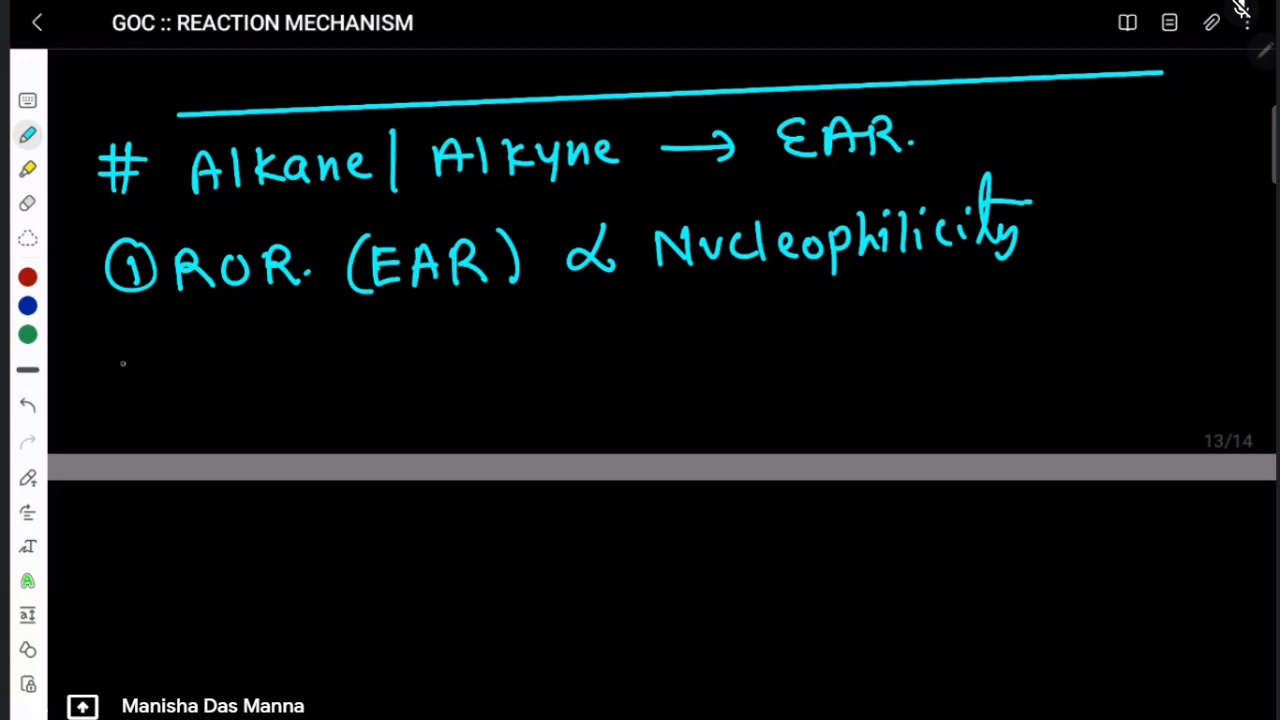 GOC :: REACTION MECHANISM
# Alkane| Alkyne → EAR.
① ROR. (EAR) ∝ Nucleophilicity
13/14
Manisha Das Manna